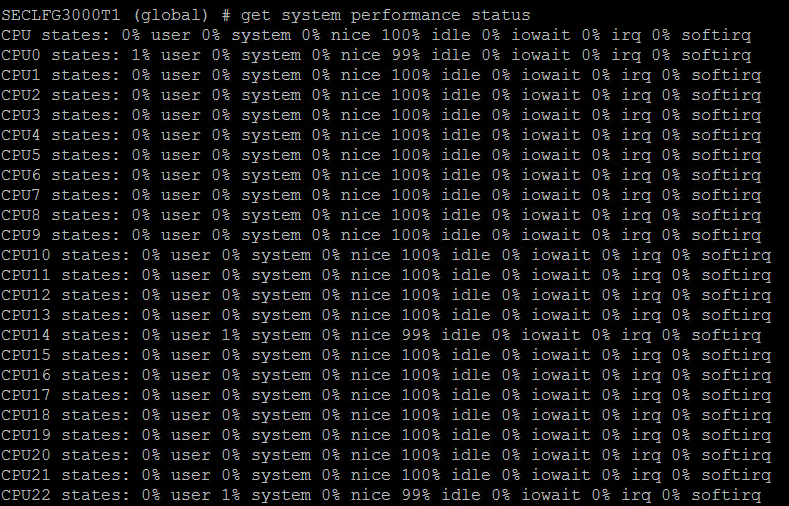 SECLFG3000T1 (global) # get system performance status
CPU states: 0% user 0% system 0% nice 100% idle 0% iowait 0% irq 0% softirq
CPU0 states: 1% user 0% system 0% nice 99% idle 0% iowait 0% irq 0% softirq
CPU1 states: 0% user 0% system 0% nice 100% idle 0% iowait 0% irq 0% softirq
CPU2 states: 0% user 0% system 0% nice 100% idle 0% iowait 0% irq 0% softirq
CPU3 states: 0% user 0% system 0% nice 100% idle 0% iowait 0% irq 0% softirq
CPU4 states: 0% user 0% system 0% nice 100% idle 0% iowait 0% irq 0% softirq
CPU5 states: 0% user 0% system 0% nice 100% idle 0% iowait 0% irq 0% softirq
CPU6 states: 0% user 0% system 0% nice 100% idle 0% iowait 0% irq 0% softirq
CPU7 states: 0% user 0% system 0% nice 100% idle 0% iowait 0% irq 0% softirq
CPU8 states: 0% user 0% system 0% nice 100% idle 0% iowait 0% irq 0% softirq
CPU9 states: 0% user 0% system 0% nice 100% idle 0% iowait 0% irq 0% softirq
CPU10 states: 0% user 0% system 0% nice 100% idle 0% iowait 0% irq 0% softirq
CPU11 states: 0% user 0% system 0% nice 100% idle 0% iowait 0% irq 0% softirq
CPU12 states: 0% user 0% system 0% nice 100% idle 0% iowait 0% irq 0% softirq
CPU13 states: 0% user 0% system 0% nice 100% idle 0% iowait 0% irq 0% softirq
CPU14 states: 0% user 1% system 0% nice 99% idle 0% iowait 0% irq 0% softirq
CPU15 states: 0% user 0% system 0% nice 100% idle 0% iowait 0% irq 0% softirq
CPU16 states: 0% user 0% system 0% nice 100% idle 0% iowait 0% irq 0% softirq
CPU17 states: 0% user 0% system 0% nice 100% idle 0% iowait 0% irq 0% softirq
CPU18 states: 0% user 0% system 0% nice 100% idle 0% iowait 0% irq 0% softirq
CPU19 states: 0% user 0% system 0% nice 100% idle 0% iowait 0% irq 0% softirq
CPU20 states: 0% user 0% system 0% nice 100% idle 0% iowait 0% irq 0% softirq
CPU21 states: 0% user 0% system 0% nice 100% idle 0% iowait 0% irq 0% softirq
CPU22 states: 0% user 1% system 0% nice 99% idle 0% iowait 0% irq 0% softirq